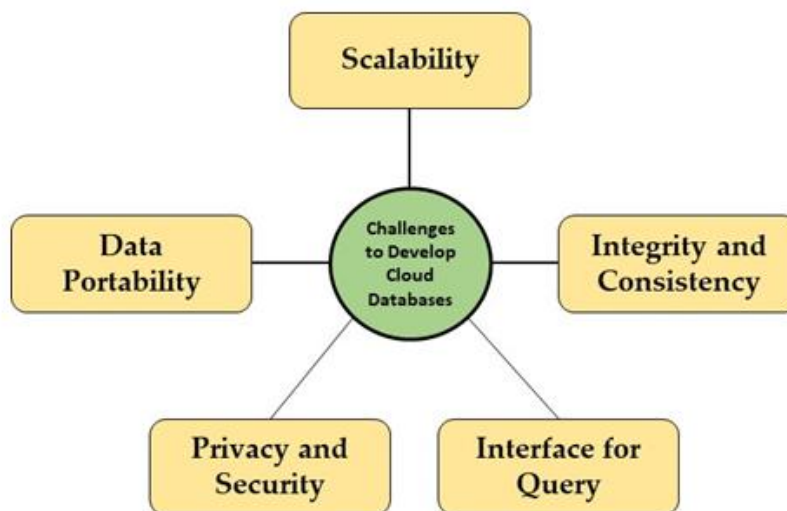 Scalability
Data
Portability
Challenges
to Develop
Cloud
Databases
Integrity and
Consistency
Privacy and
Security
Interface for
Query